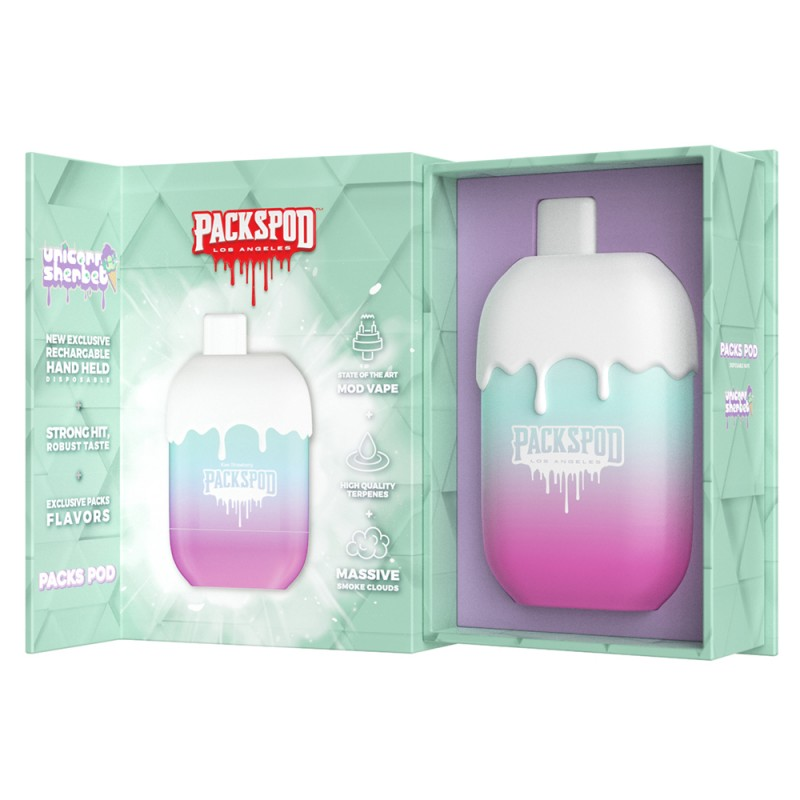 unicorn
sherbet
NEW EXCLUSIVE
RECHARGABLE
HAND HELD
DISPOSABLE
STRONG HIT,
ROBUST TASTE
EXCLUSIVE PACKS
FLAVORS
PACKS POD
PACKSPOD
LOS ANGELES
PACKSPOD
STATE OF THE ART
MOD VAPE
HIGH QUALITY
TERPENES
MASSIVE
SMOKE CLOUDS
PACKSPOD
LOS ANGELES
PACKS POD
unicorn
sherbet